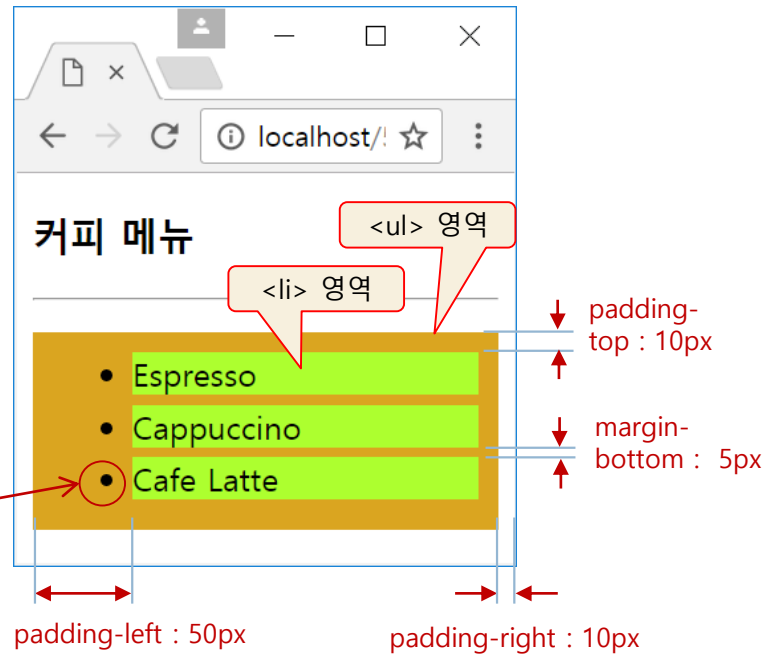 localhost/!
커피 메뉴
<ul> 영역
<li> 영역
padding-
top : 10px
• Espresso
• Cappuccino
• Cafe Latte
margin-
bottom : 5px
padding-left : 50px
padding-right : 10px